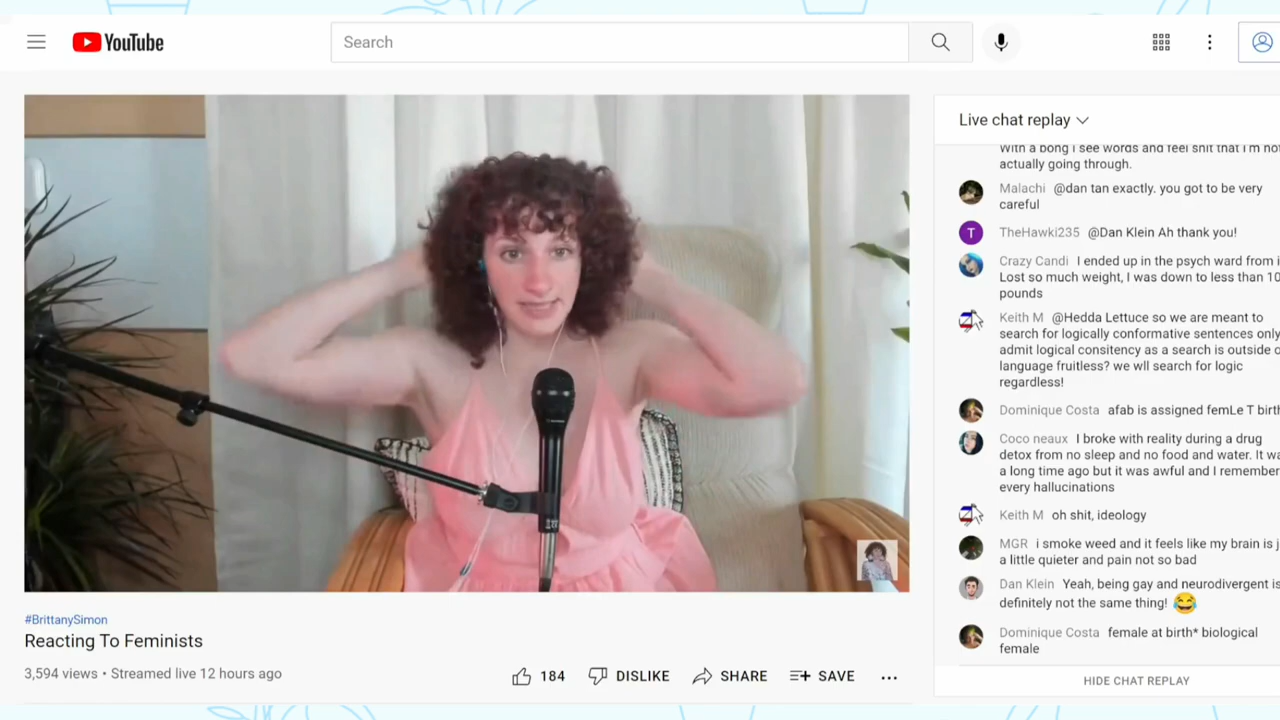 YouTube
Search
#BrittanySimon
Reacting To Feminists
3,594 views • Streamed live 12 hours ago
184
DISLIKE
SHARE
SAVE
Live chat replay
With a bong I see words and feel shit that I'm not
actually going through.
Malachi @dan tan exactly. you got to be very
careful
T
TheHawki235 @Dan Klein Ah thank you!
Crazy Candi I ended up in the psych ward from
Lost so much weight, I was down to less than
pounds
Keith M @Hedda Lettuce so we are meant to
search for logically conformative sentences only
admit logical consitency as a search is outside
language fruitless? we wll search for logic
regardless!
Dominique Costa afab is assigned femLe T birt
Coco neaux I broke with reality during a drug
detox from no sleep and no food and water. It wa
a long time ago but it was awful and I remember
every hallucinations
Keith M oh shit, ideology
MGR i smoke weed and it feels like my brain is
a little quieter and pain not so bad
Dan Klein Yeah, being gay and neurodivergent is
definitely not the same thing! 😂
Dominique Costa female at birth* biological
female
HIDE CHAT REPLAY